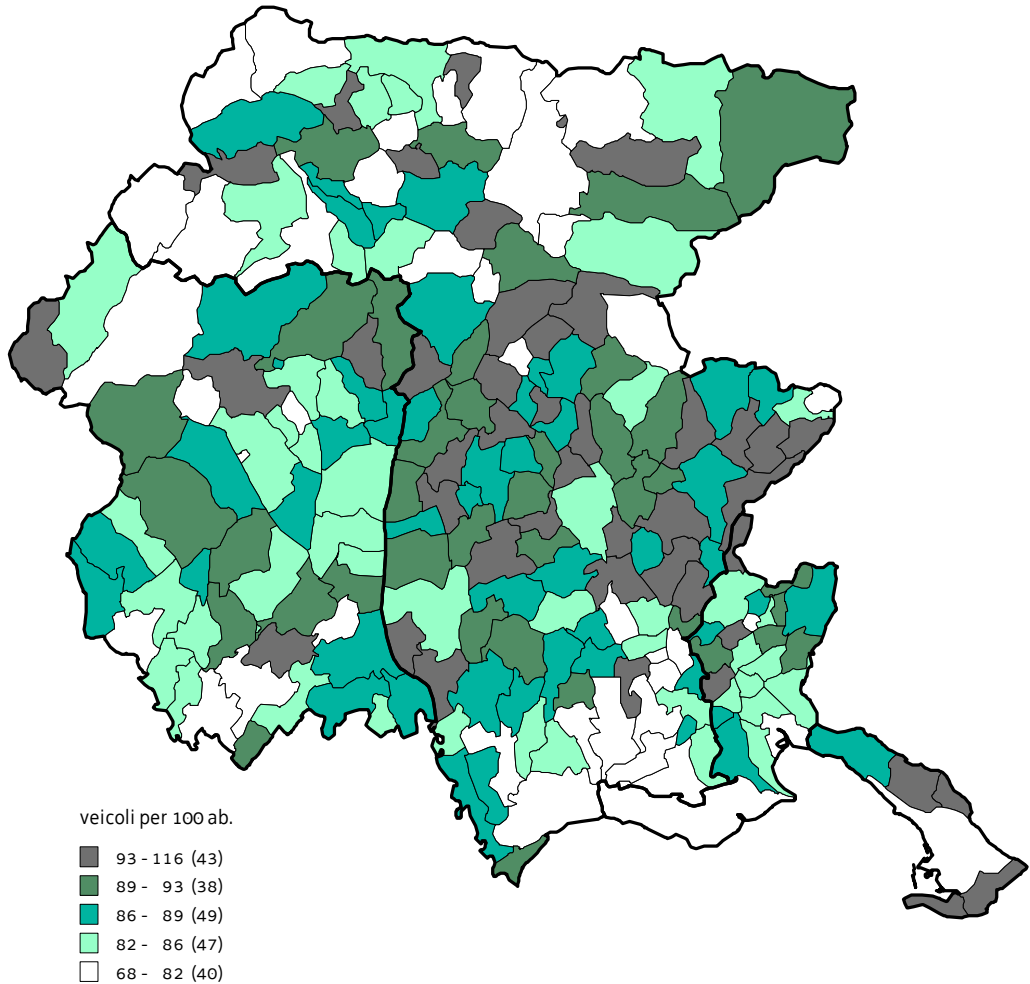 veicoli per 100 ab.
93 - 116 (43)
89 - 93 (38)
86 - 89 (49)
82 - 86 (47)
68 - 82 (40)